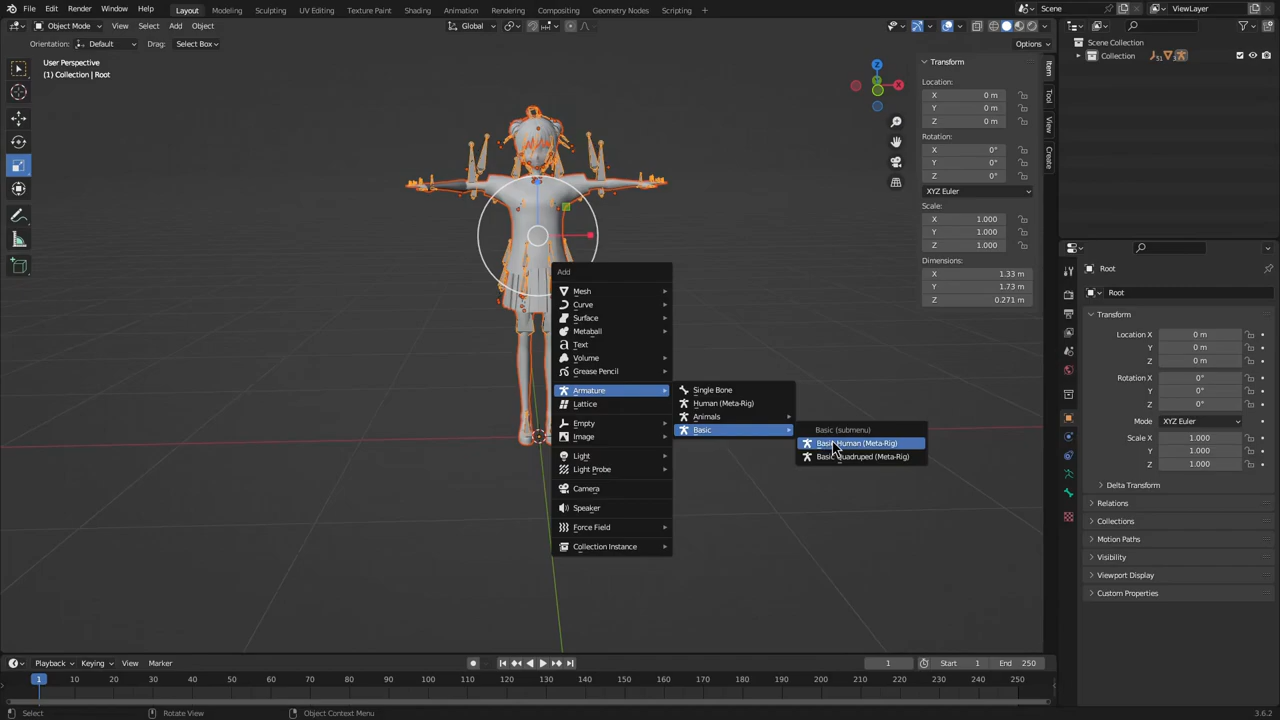 File Edit Render Window Help Layout Modeling Sculpting UV Editing Texture Paint Shading Animation Rendering Compositing Geometry Nodes Scripting Scene ViewLayer
Object Mode View Select Add Object Global
Orientation: Default Drag: Select Box Options
User Perspective
(1) Collection | Root
Scene Collection
Collection
51
Transform
Location:
X 0 m
Y 0 m
Z 0 m
Rotation:
X 0°
Y 0°
Z 0°
XYZ Euler
Scale:
X 1.000
Y 1.000
Z 1.000
Dimensions:
X 1.33 m
Y 1.73 m
Z 0.271 m
Item
Tool
View
Create
X
Z
Add
Mesh
Curve
Surface
Metaball
Text
Volume
Grease Pencil
Armature
Lattice
Empty
Image
Light
Light Probe
Camera
Speaker
Force Field
Collection Instance
Single Bone
Human (Meta-Rig)
Animals
Basic
Basic (submenu)
Basic Human (Meta-Rig)
Basic Quadruped (Meta-Rig)
Root
Root
Transform
Location X 0 m
Y 0 m
Z 0 m
Rotation X 0°
Y 0°
Z 0°
Mode XYZ Euler
Scale X 1.000
Y 1.000
Z 1.000
Delta Transform
Relations
Collections
Motion Paths
Visibility
Viewport Display
Custom Properties
Playback Keying View Marker 1 Start 1 End 250
1 10 20 30 40 50 60 70 80 90 100 110 120 130 140 150 160 170 180 190 200 210 220 230 240 250
Select Rotate View Object Context Menu 3.6.2